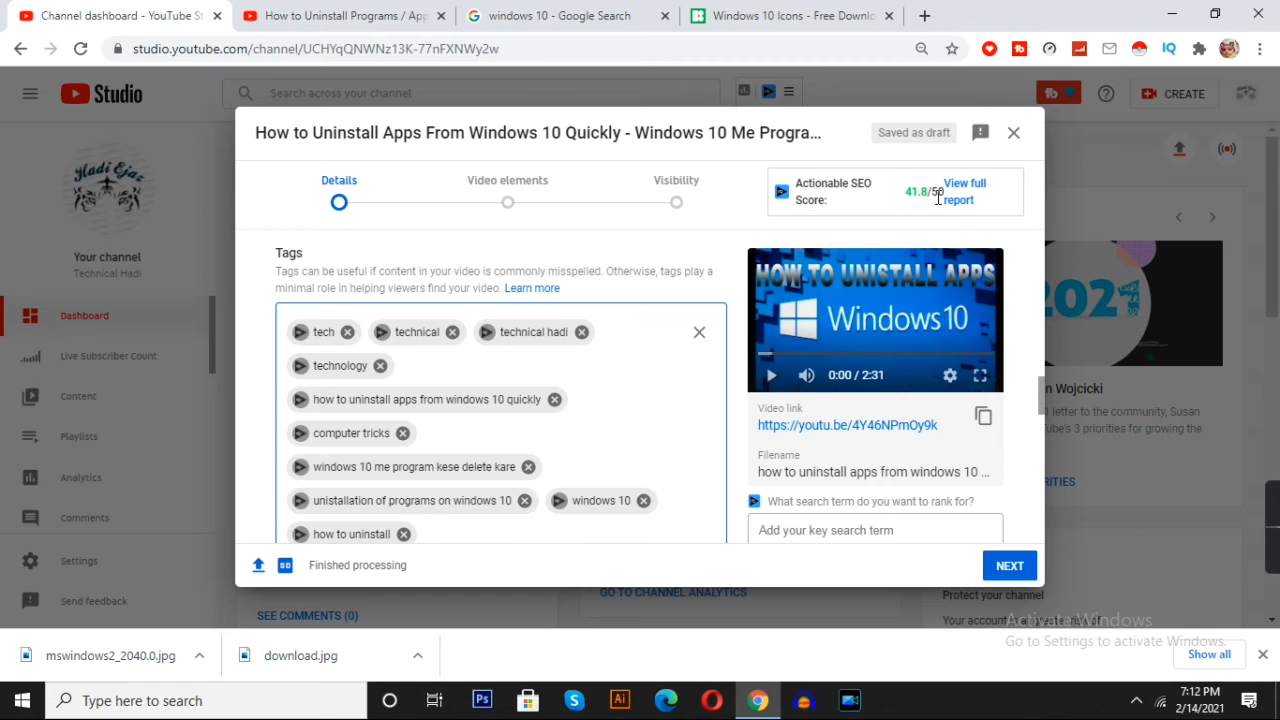 Channel dashboard - YouTube St
How to Uninstall Programs / App
windows 10 - Google Search
Windows 10 Icons - Free Downlo
studio.youtube.com/channel/UCHYqQNWNz13K-77nFXNWy2w
Studio
Search across your channel
CREATE
How to Uninstall Apps From Windows 10 Quickly - Windows 10 Me Progra...
Saved as draft
Details
Video elements
Visibility
Actionable SEO Score:
41.8/50
View full report
Hadi Ejaz
Your channel
Technical Hadi
Dashboard
Live Subscriber Count
Content
Playlists
Analytics
Comments
Settings
Send feedback
Tags
Tags can be useful if content in your video is commonly misspelled. Otherwise, tags play a
minimal role in helping viewers find your video. Learn more
tech
technical
technical hadi
technology
how to uninstall apps from windows 10 quickly
computer tricks
windows 10 me program kese delete kare
unistallation of programs on windows 10
windows 10
how to uninstall
HOW TO UNISTALL APPS
Windows 10
0:00 / 2:31
Video link
https://youtu.be/4Y46NPmOy9k
Filename
how to uninstall apps from windows 10 ...
What search term do you want to rank for?
Add your key search term
2021
n Wojcicki
1 letter to the community, Susan
Tube's 3 priorities for growing the
RITIES
Finished processing
NEXT
SEE COMMENTS (0)
GO TO CHANNEL ANALYTICS
Protect your channel
Activate Windows
Go to Settings to activate Windows.
mswindows2_2040.0.jpg
download.jpg
Show all
Type here to search
7:12 PM
2/14/2021